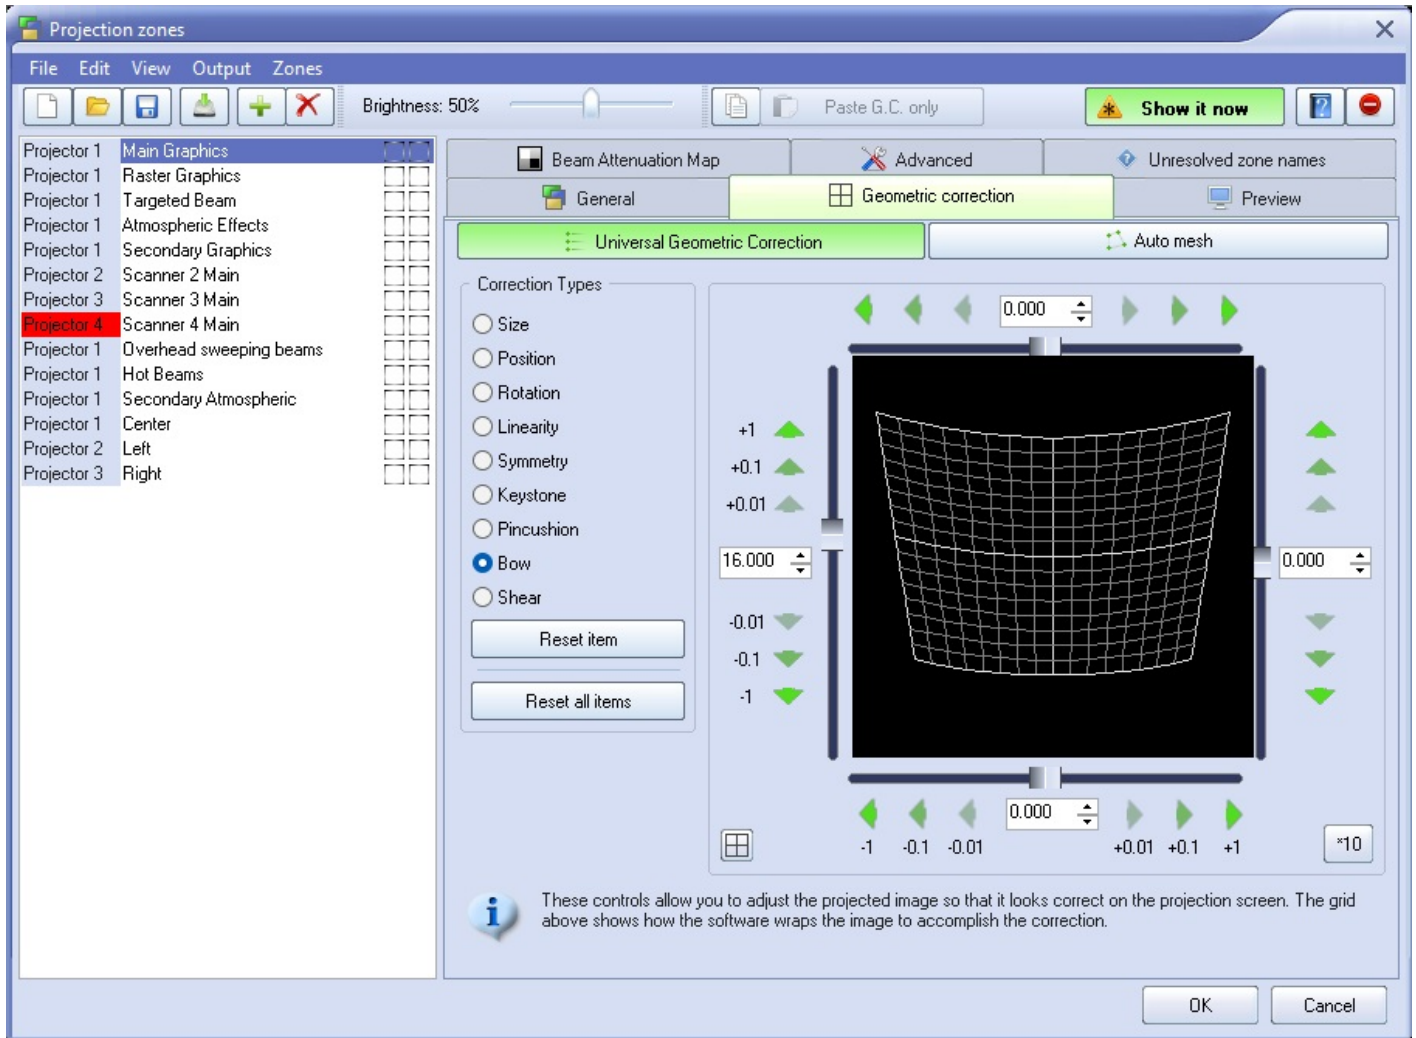 Projection zones
File Edit View Output Zones
Brightness: 50% Paste G.C. only Show it now
Projector 1 Main Graphics
Projector 1 Raster Graphics
Projector 1 Targeted Beam
Projector 1 Atmospheric Effects
Projector 1 Secondary Graphics
Projector 2 Scanner 2 Main
Projector 3 Scanner 3 Main
Projector 4 Scanner 4 Main
Projector 1 Overhead sweeping beams
Projector 1 Hot Beams
Projector 1 Secondary Atmospheric
Projector 1 Center
Projector 2 Left
Projector 3 Right
Beam Attenuation Map Advanced Unresolved zone names
General Geometric correction Preview
Universal Geometric Correction Auto mesh
Correction Types
Size
Position
Rotation
Linearity
Symmetry
Keystone
Pincushion
Bow
Shear
Reset item
Reset all items
0.000
+1
+0.1
+0.01
16.000 0.000
-0.01
-0.1
-1
0.000
-1 -0.1 -0.01 +0.01 +0.1 +1 *10
These controls allow you to adjust the projected image so that it looks correct on the projection screen. The grid
above shows how the software wraps the image to accomplish the correction.
OK Cancel